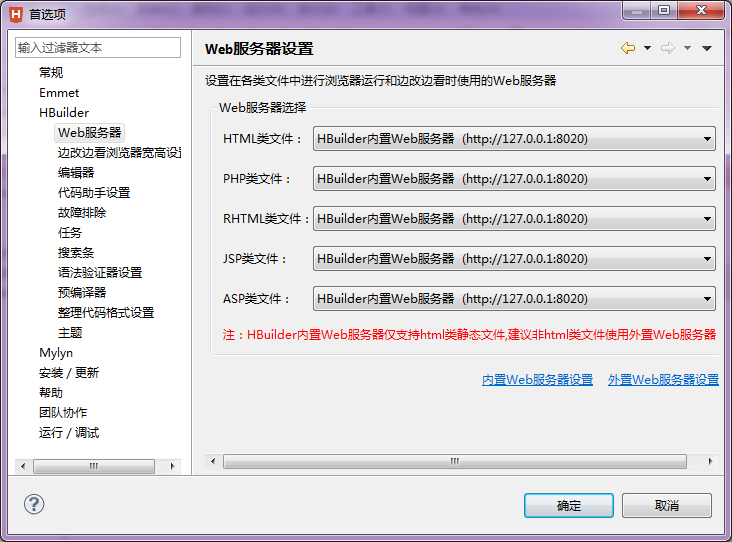 首选项
输入过滤器文本
常规
Emmet
HBuilder
Web服务器
边改边看浏览器宽高设
编辑器
代码助手设置
故障排除
任务
搜索条
语法验证器设置
预编译器
整理代码格式设置
主题
Mylyn
安装 / 更新
帮助
团队协作
运行 / 调试
Web服务器设置
设置在各类文件中进行浏览器运行和边改边看时使用的Web服务器
Web服务器选择
HTML类文件： HBuilder内置Web服务器 (http://127.0.0.1:8020)
PHP类文件： HBuilder内置Web服务器 (http://127.0.0.1:8020)
RHTML类文件： HBuilder内置Web服务器 (http://127.0.0.1:8020)
JSP类文件： HBuilder内置Web服务器 (http://127.0.0.1:8020)
ASP类文件： HBuilder内置Web服务器 (http://127.0.0.1:8020)
注：HBuilder内置Web服务器仅支持html类静态文件,建议非html类文件使用外置Web服务器
内置Web服务器设置 外置Web服务器设置
确定 取消